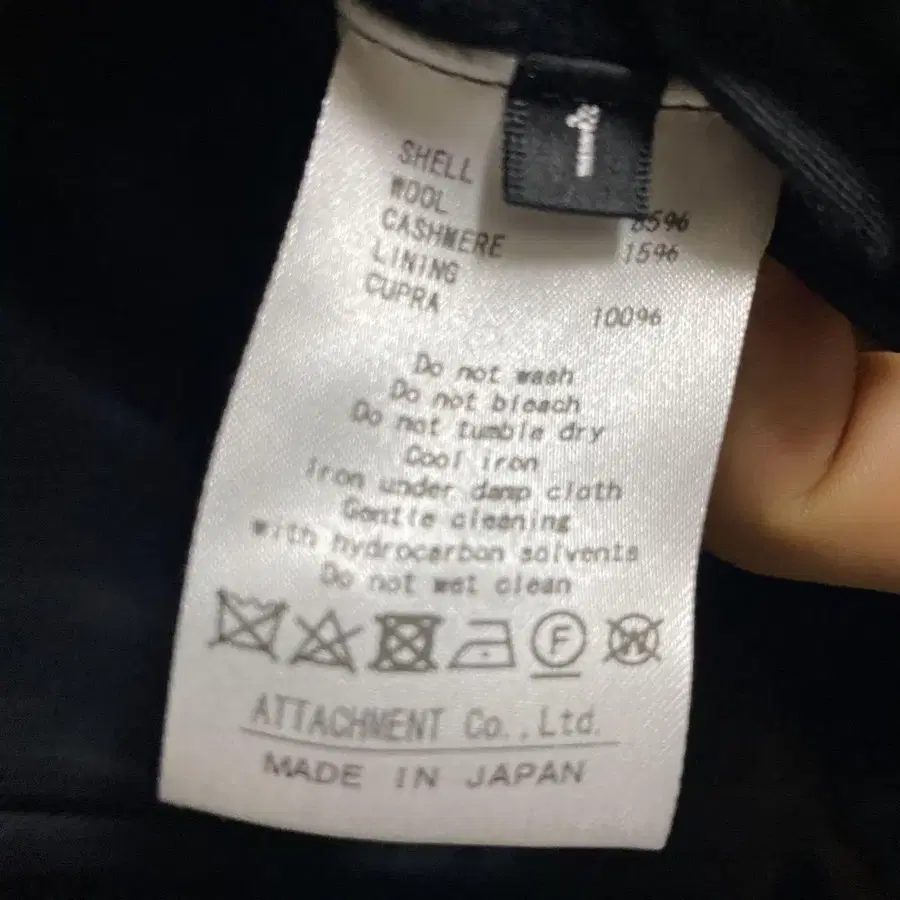 1
SHELL
WOOL 85%
CASHMERE 15%
LINING
CUPRA 100%
Do not wash
Do not bleach
Do not tumble dry
Cool iron
iron under damp cloth
Gentle cleaning
with hydrocarbon solvents
Do not wet clean
F W
ATTACHMENT Co.,Ltd.
MADE IN JAPAN